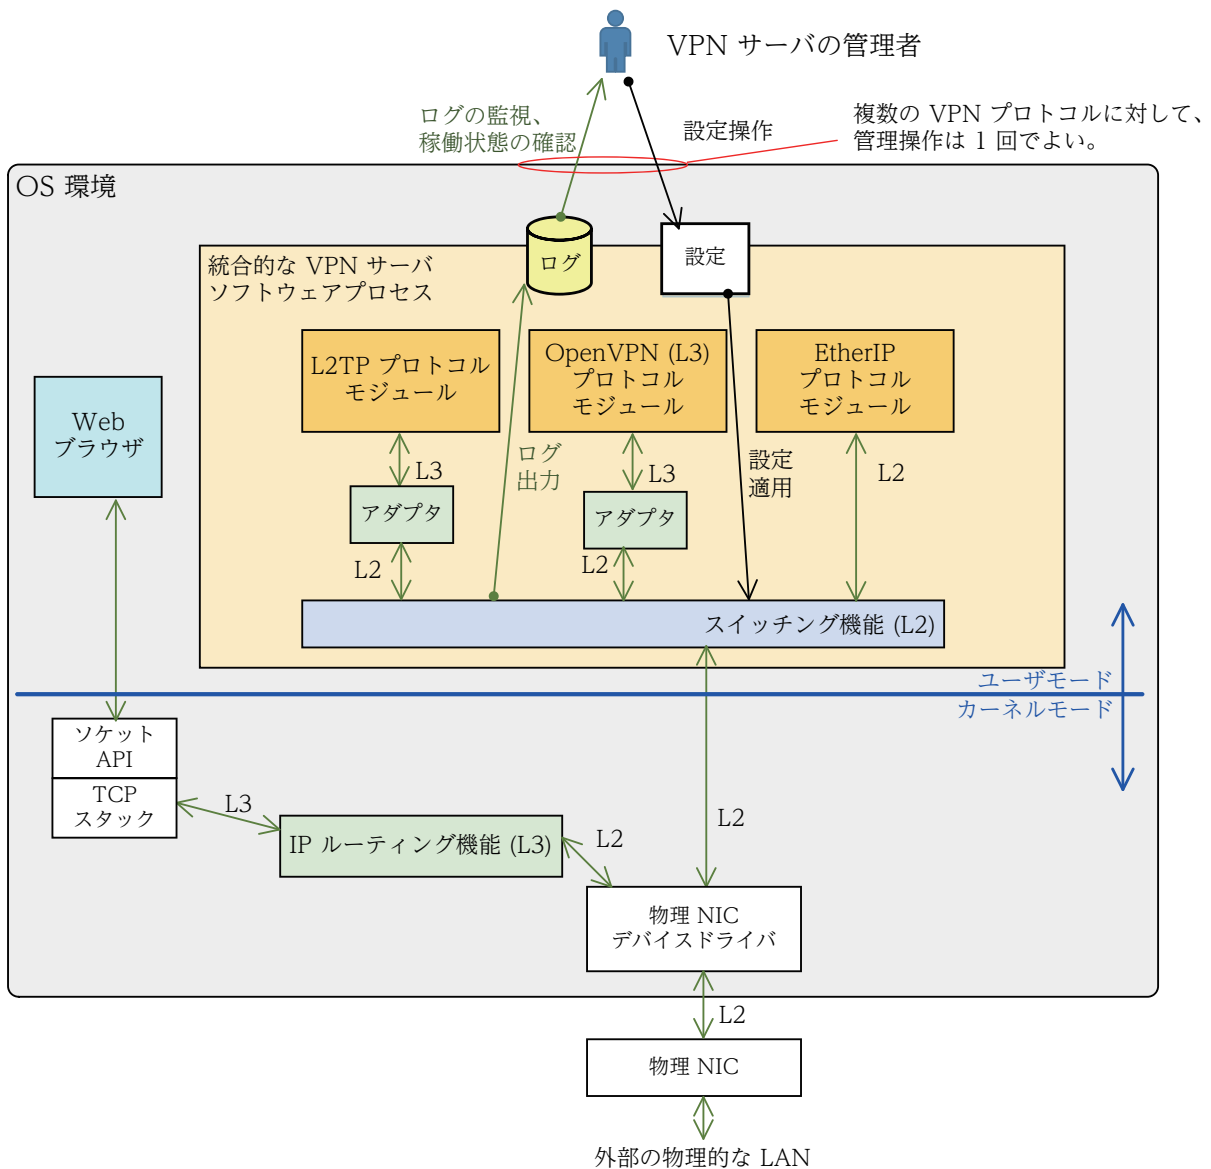 VPN サーバの管理者
ログの監視、
稼働状態の確認
設定操作
複数の VPN プロトコルに対して、
管理操作は 1 回でよい。
OS 環境
統合的な VPN サーバ
ソフトウェアプロセス
ログ
設定
L2TP プロトコル
モジュール
OpenVPN (L3)
プロトコル
モジュール
EtherIP
プロトコル
モジュール
Web
ブラウザ
L3
ログ
出力
L3
設定
適用
L2
アダプタ
アダプタ
L2
L2
スイッチング機能 (L2)
ユーザモード
カーネルモード
ソケット
API
TCP
スタック
L3
IP ルーティング機能 (L3)
L2
L2
物理 NIC
デバイスドライバ
L2
物理 NIC
外部の物理的な LAN